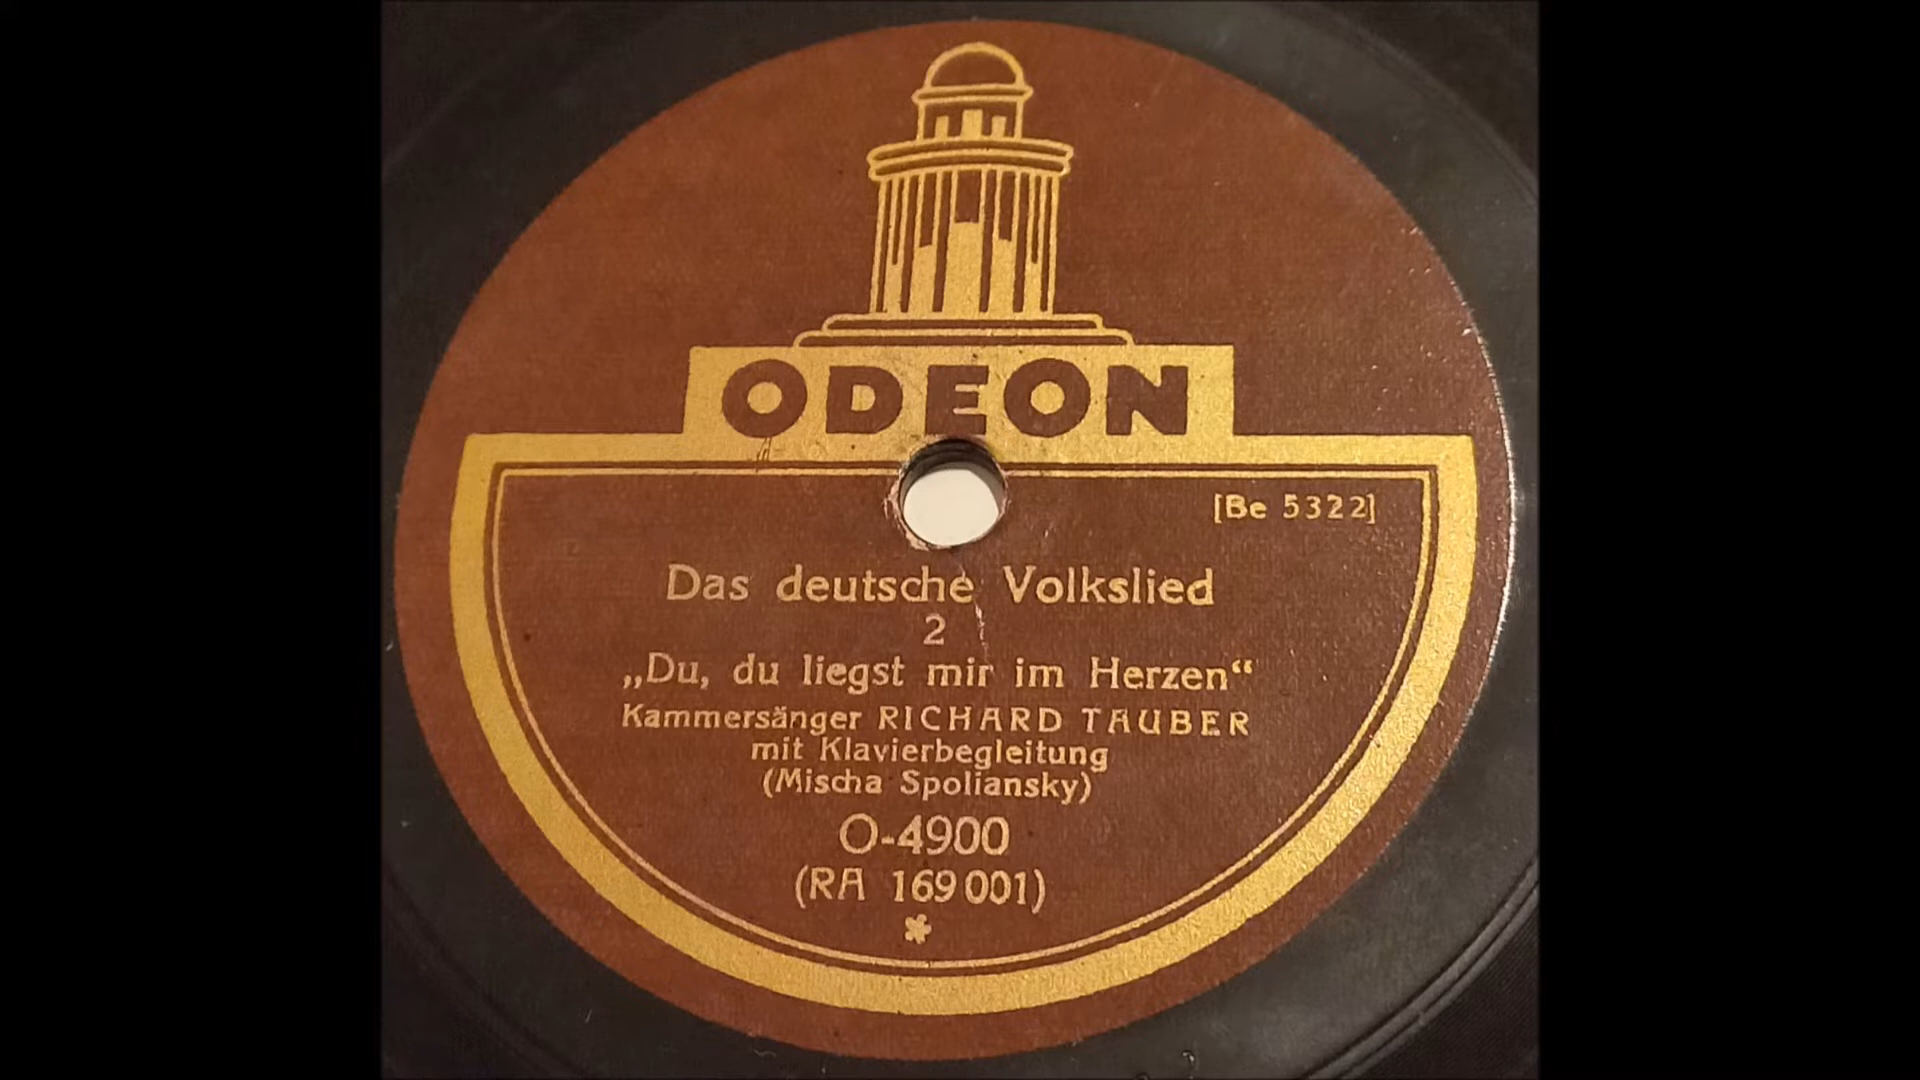 ODEON
[Be 5322]
Das deutsche Volkslied
2
„Du, du liegst mir im Herzen“
Kammersänger RICHARD TAUBER
mit Klavierbegleitung
(Mischa Spoliansky)
O-4900
(RA 169001)
*